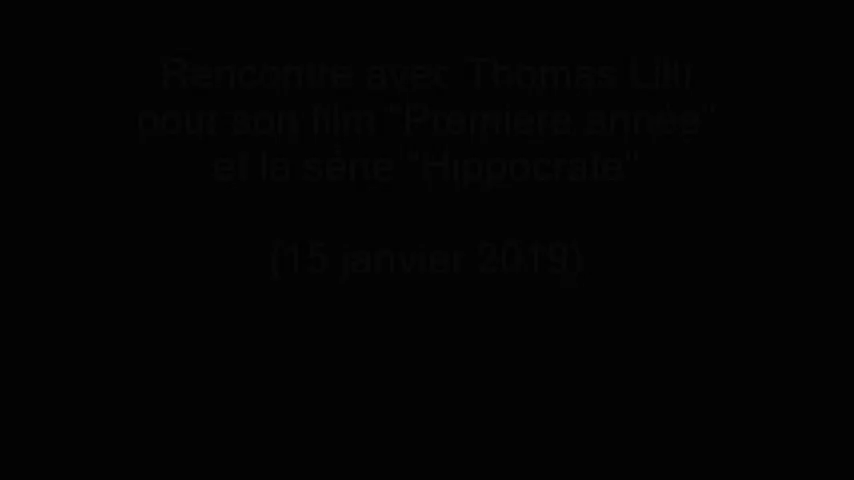 Rencontre avec Thomas Lilti
pour son film "Première année"
et la série "Hippocrate"
(15 janvier 2019)